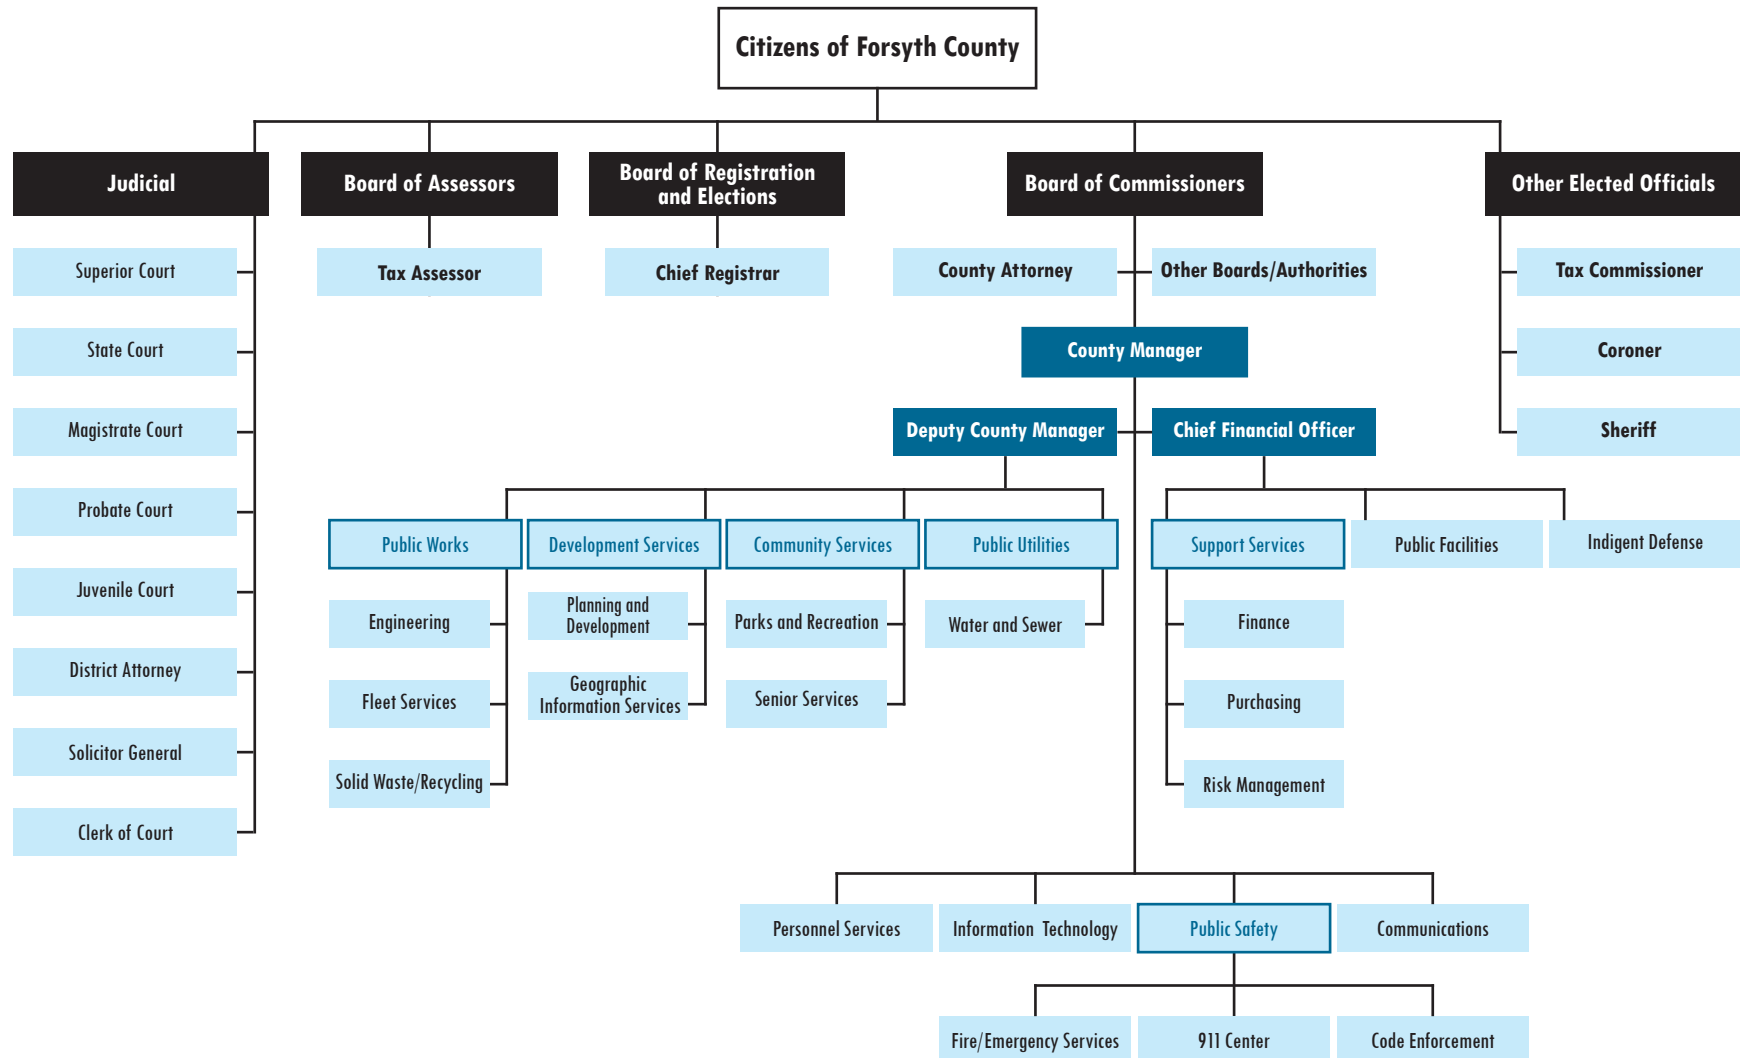 Citizens of Forsyth County
Judicial
Board of Assessors
Board of Registration
and Elections
Board of Commissioners
Other Elected Officials
Superior Court
Tax Assessor
Chief Registrar
County Attorney
Other Boards/Authorities
Tax Commissioner
State Court
County Manager
Coroner
Magistrate Court
Deputy County Manager
Chief Financial Officer
Sheriff
Probate Court
Public Works
Development Services
Community Services
Public Utilities
Support Services
Public Facilities
Indigent Defense
Juvenile Court
Engineering
Planning and
Development
Parks and Recreation
Water and Sewer
Finance
District Attorney
Fleet Services
Geographic
Information Services
Senior Services
Purchasing
Solicitor General
Solid Waste/Recycling
Risk Management
Clerk of Court
Personnel Services
Information Technology
Public Safety
Communications
Fire/Emergency Services
911 Center
Code Enforcement